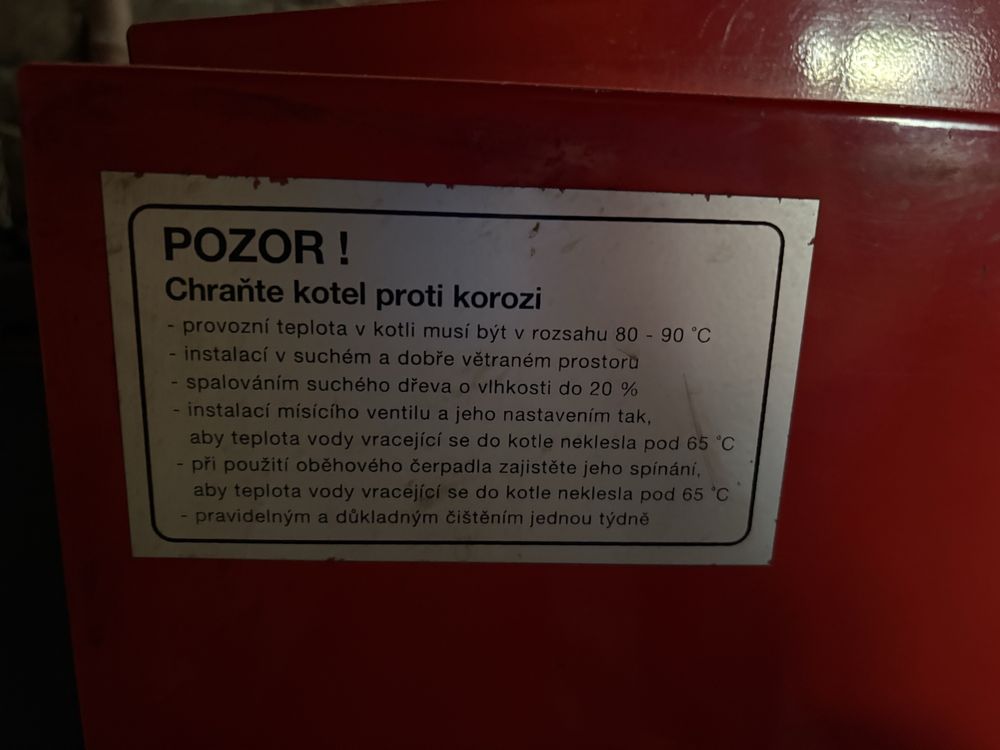 POZOR !
Chraňte kotel proti korozi
- provozní teplota v kotli musí být v rozsahu 80 - 90 °C
- instalací v suchém a dobře větraném prostoru
- spalováním suchého dřeva o vlhkosti do 20 %
- instalací mísícího ventilu a jeho nastavením tak,
aby teplota vody vracející se do kotle neklesla pod 65 °C
- při použití oběhového čerpadla zajistěte jeho spínání,
aby teplota vody vracející se do kotle neklesla pod 65 °C
- pravidelným a důkladným čištěním jednou týdně